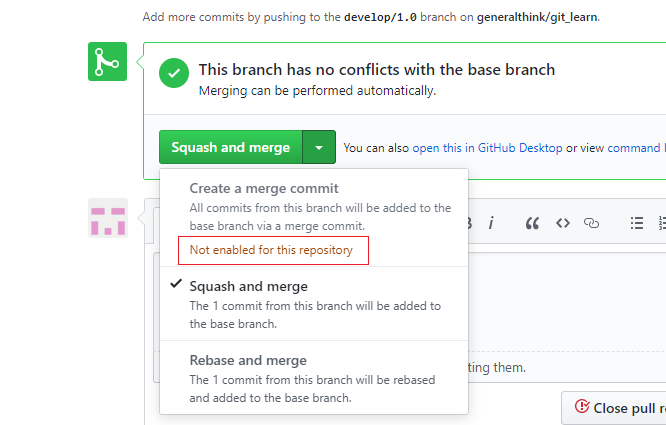 Add more commits by pushing to the develop/1.0 branch on generalthink/git_learn.
This branch has no conflicts with the base branch
Merging can be performed automatically.
Squash and merge
You can also open this in GitHub Desktop or view command
Create a merge commit
All commits from this branch will be added to the
base branch via a merge commit.
Not enabled for this repository
i
“
Squash and merge
The 1 commit from this branch will be added to
the base branch.
Rebase and merge
The 1 commit from this branch will be rebased
and added to the base branch.
ting them.
Close pull re